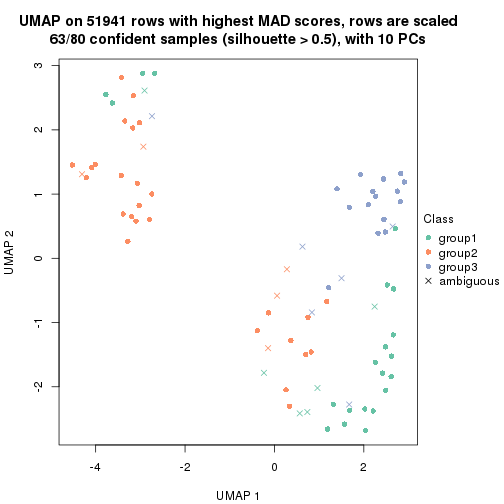 UMAP on 51941 rows with highest MAD scores, rows are scaled
63/80 confident samples (silhouette > 0.5), with 10 PCs
3
2
1
0
-1
-2
UMAP 2
-4
-2
0
2
UMAP 1
Class
group1
group2
group3
ambiguous